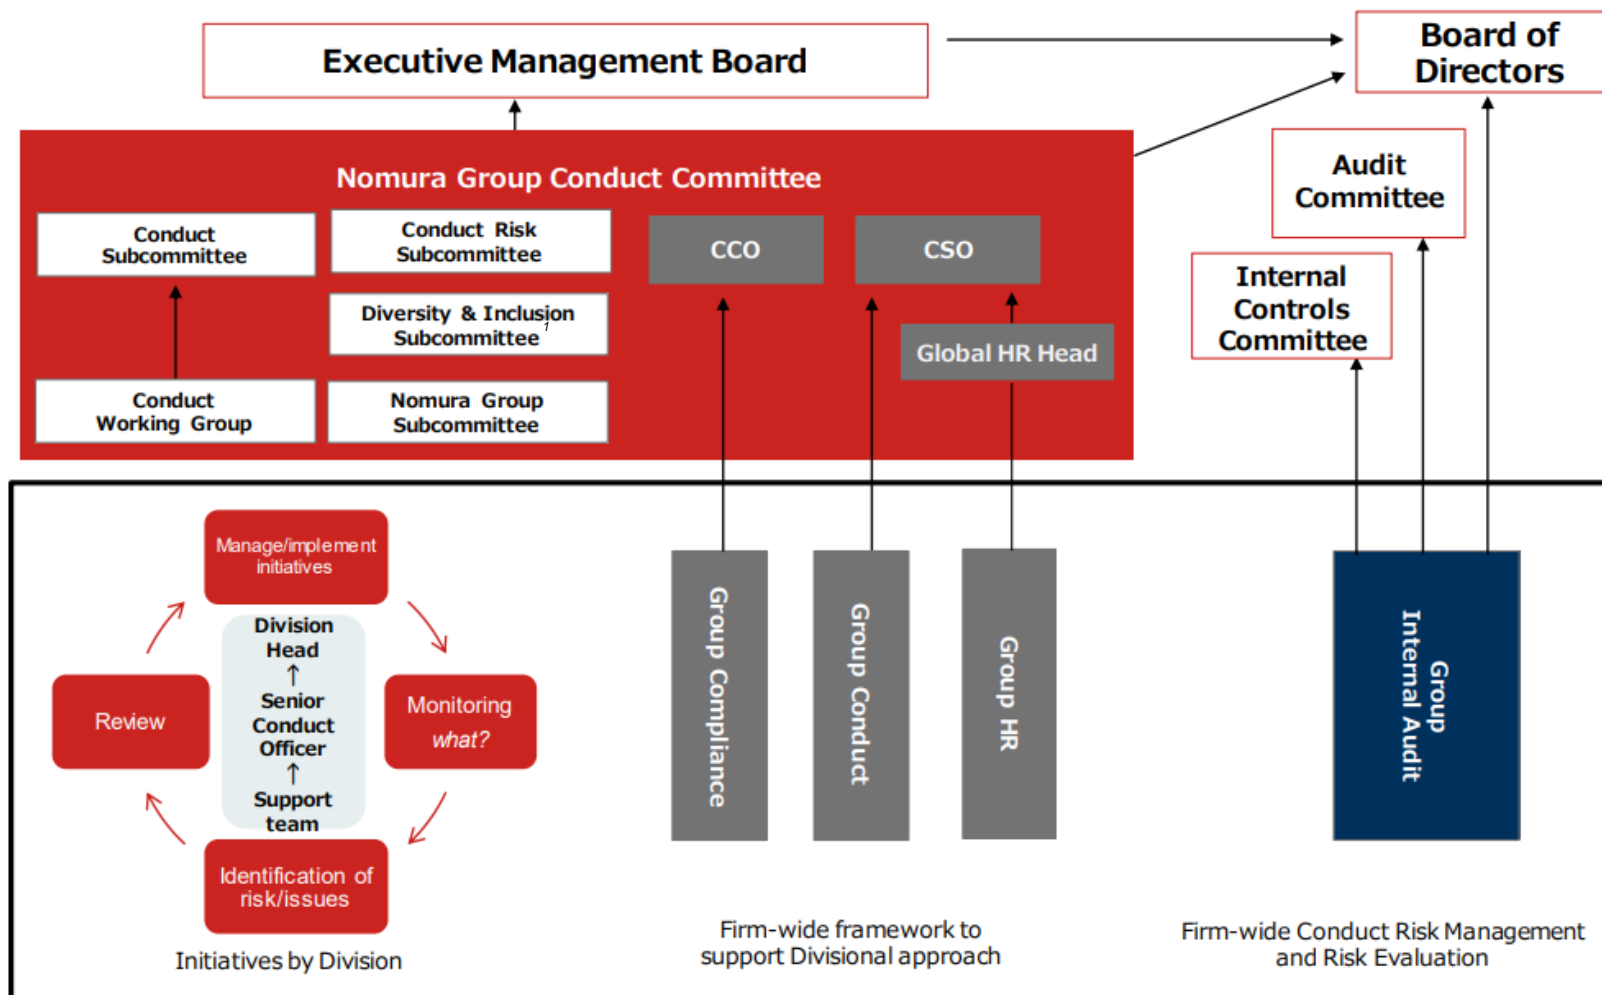 Executive Management Board
Board of
Directors
Nomura Group Conduct Committee
Conduct
Subcommittee
Conduct Risk
Subcommittee
CCO
CSO
Audit
Committee
Diversity & Inclusion
Subcommittee1
Global HR Head
Internal
Controls
Committee
Conduct
Working Group
Nomura Group
Subcommittee
Manage/implement
initiatives
Division
Head
↑
Senior
Conduct
Officer
↑
Support
team
Review
Monitoring
what?
Identification of
risk/issues
Initiatives by Division
Group Compliance
Group Conduct
Group HR
Firm-wide framework to
support Divisional approach
Group
Internal Audit
Firm-wide Conduct Risk Management
and Risk Evaluation